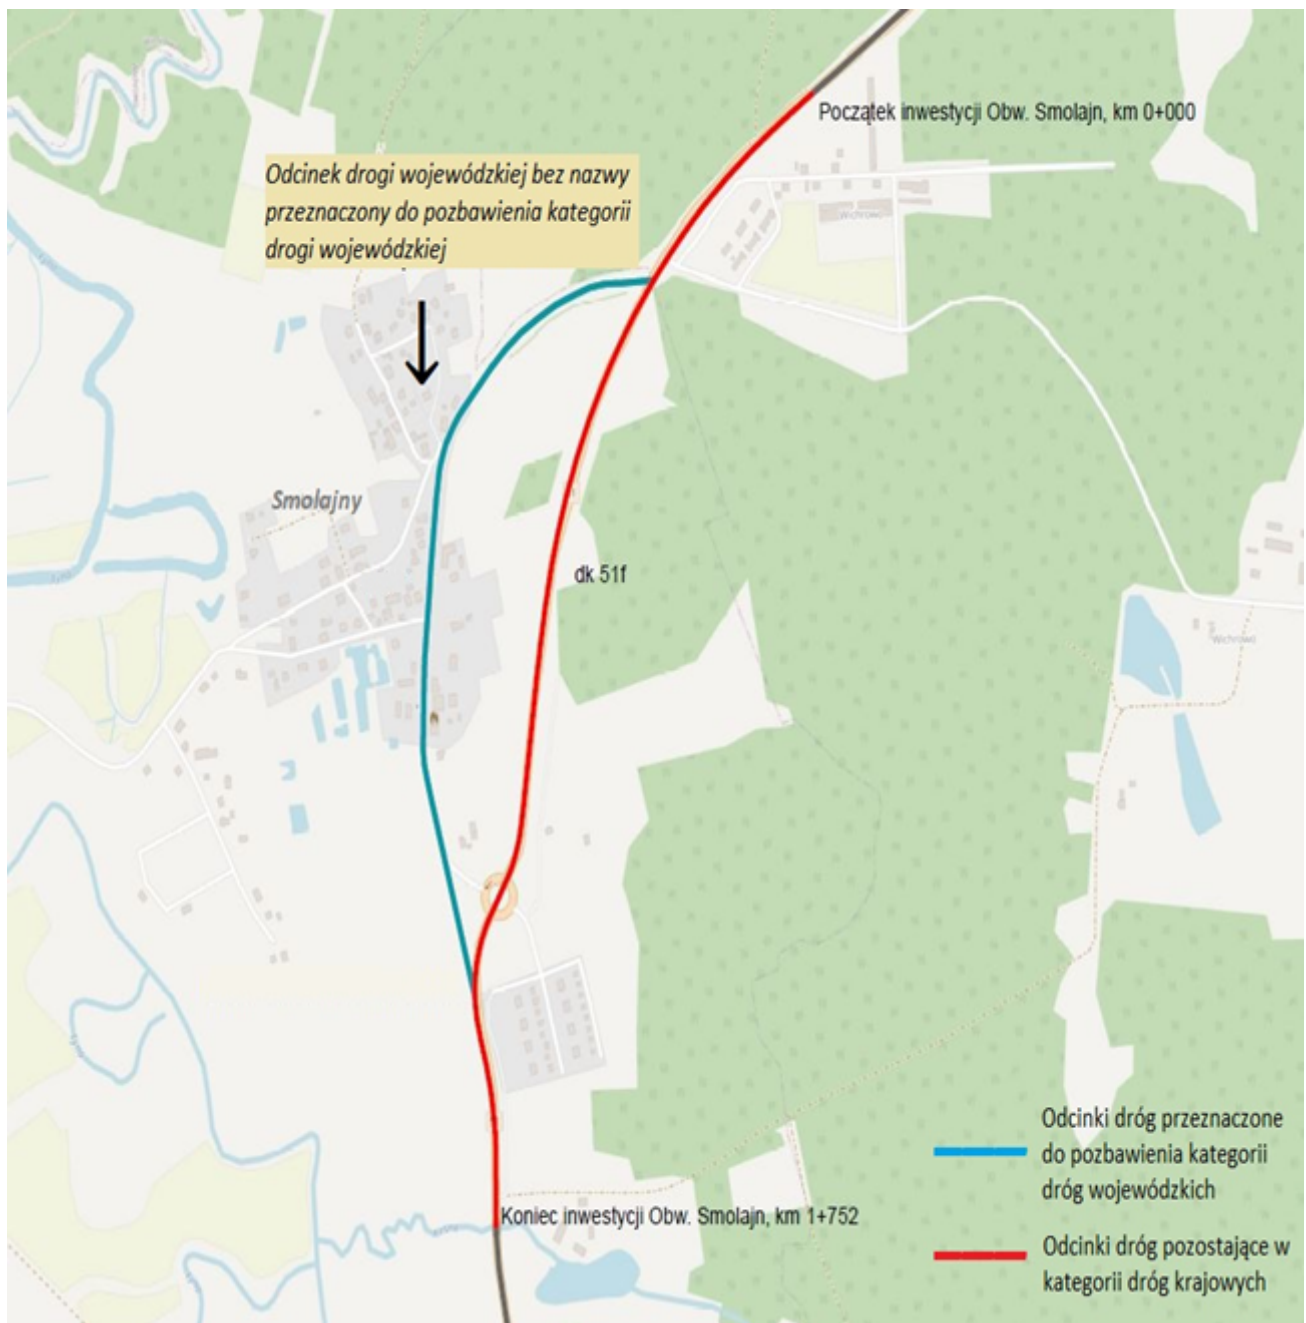 Początek inwestycji Obw. Smolajn, km 0+000
Odcinek drogi wojewódzkiej bez nazwy
przeznaczony do pozbawienia kategorii
drogi wojewódzkiej
Wichrowo
Smolajny
dk 51f
Wichrowo
Odcinki dróg przeznaczone
do pozbawienia kategorii
dróg wojewódzkich
Koniec inwestycji Obw. Smolajn, km 1+752
Odcinki dróg pozostające w
kategorii dróg krajowych